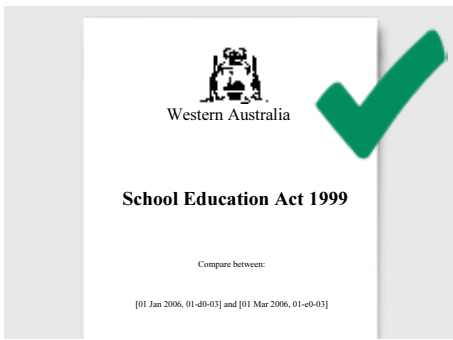 Western Australia
School Education Act 1999
Compare between:
[01 Jan 2006, 01-d0-03] and [01 Mar 2006, 01-e0-03]